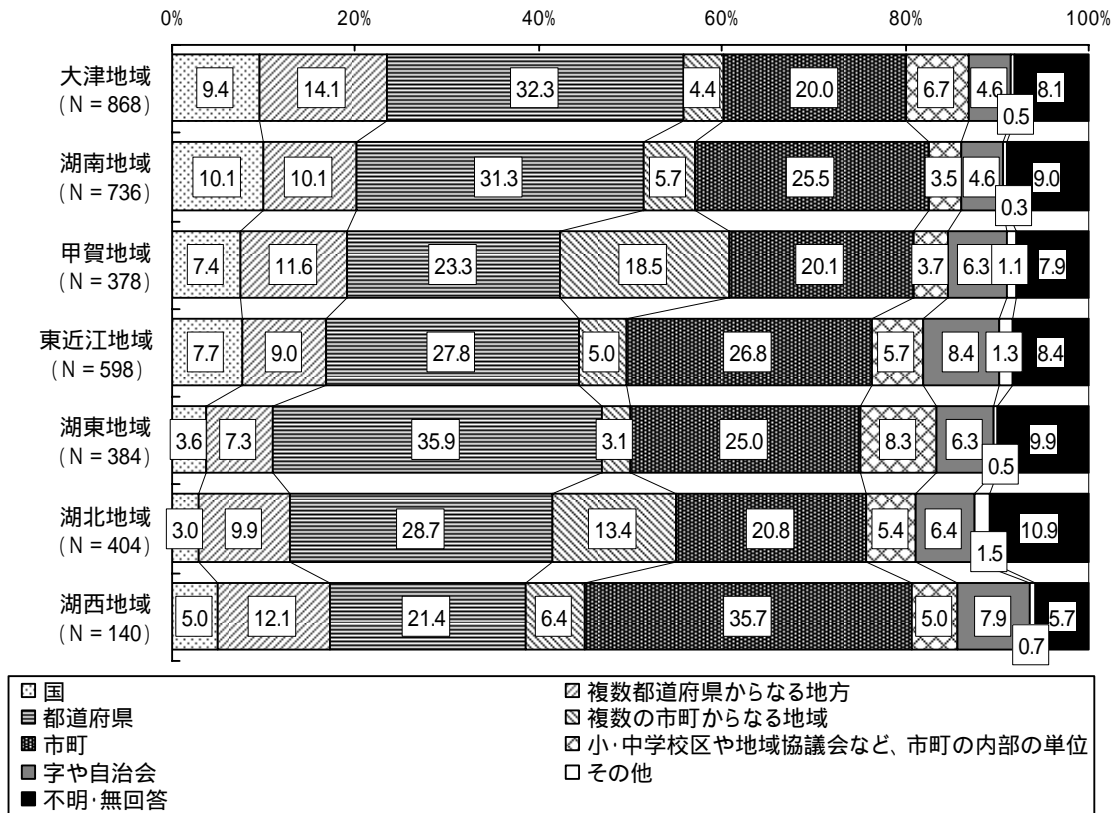 0% 20% 40% 60% 80% 100%
大津地域
(N = 868)
9.4 14.1 32.3 4.4 20.0 6.7 4.6 0.5 8.1
湖南地域
(N = 736)
10.1 10.1 31.3 5.7 25.5 3.5 4.6 0.3 9.0
甲賀地域
(N = 378)
7.4 11.6 23.3 18.5 20.1 3.7 6.3 1.1 7.9
東近江地域
(N = 598)
7.7 9.0 27.8 5.0 26.8 5.7 8.4 1.3 8.4
湖東地域
(N = 384)
3.6 7.3 35.9 3.1 25.0 8.3 6.3 0.5 9.9
湖北地域
(N = 404)
3.0 9.9 28.7 13.4 20.8 5.4 6.4 1.5 10.9
湖西地域
(N = 140)
5.0 12.1 21.4 6.4 35.7 5.0 7.9 0.7 5.7
国 複数都道府県からなる地方
都道府県 複数の市町からなる地域
市町 小・中学校区や地域協議会など、市町の内部の単位
字や自治会 その他
不明・無回答